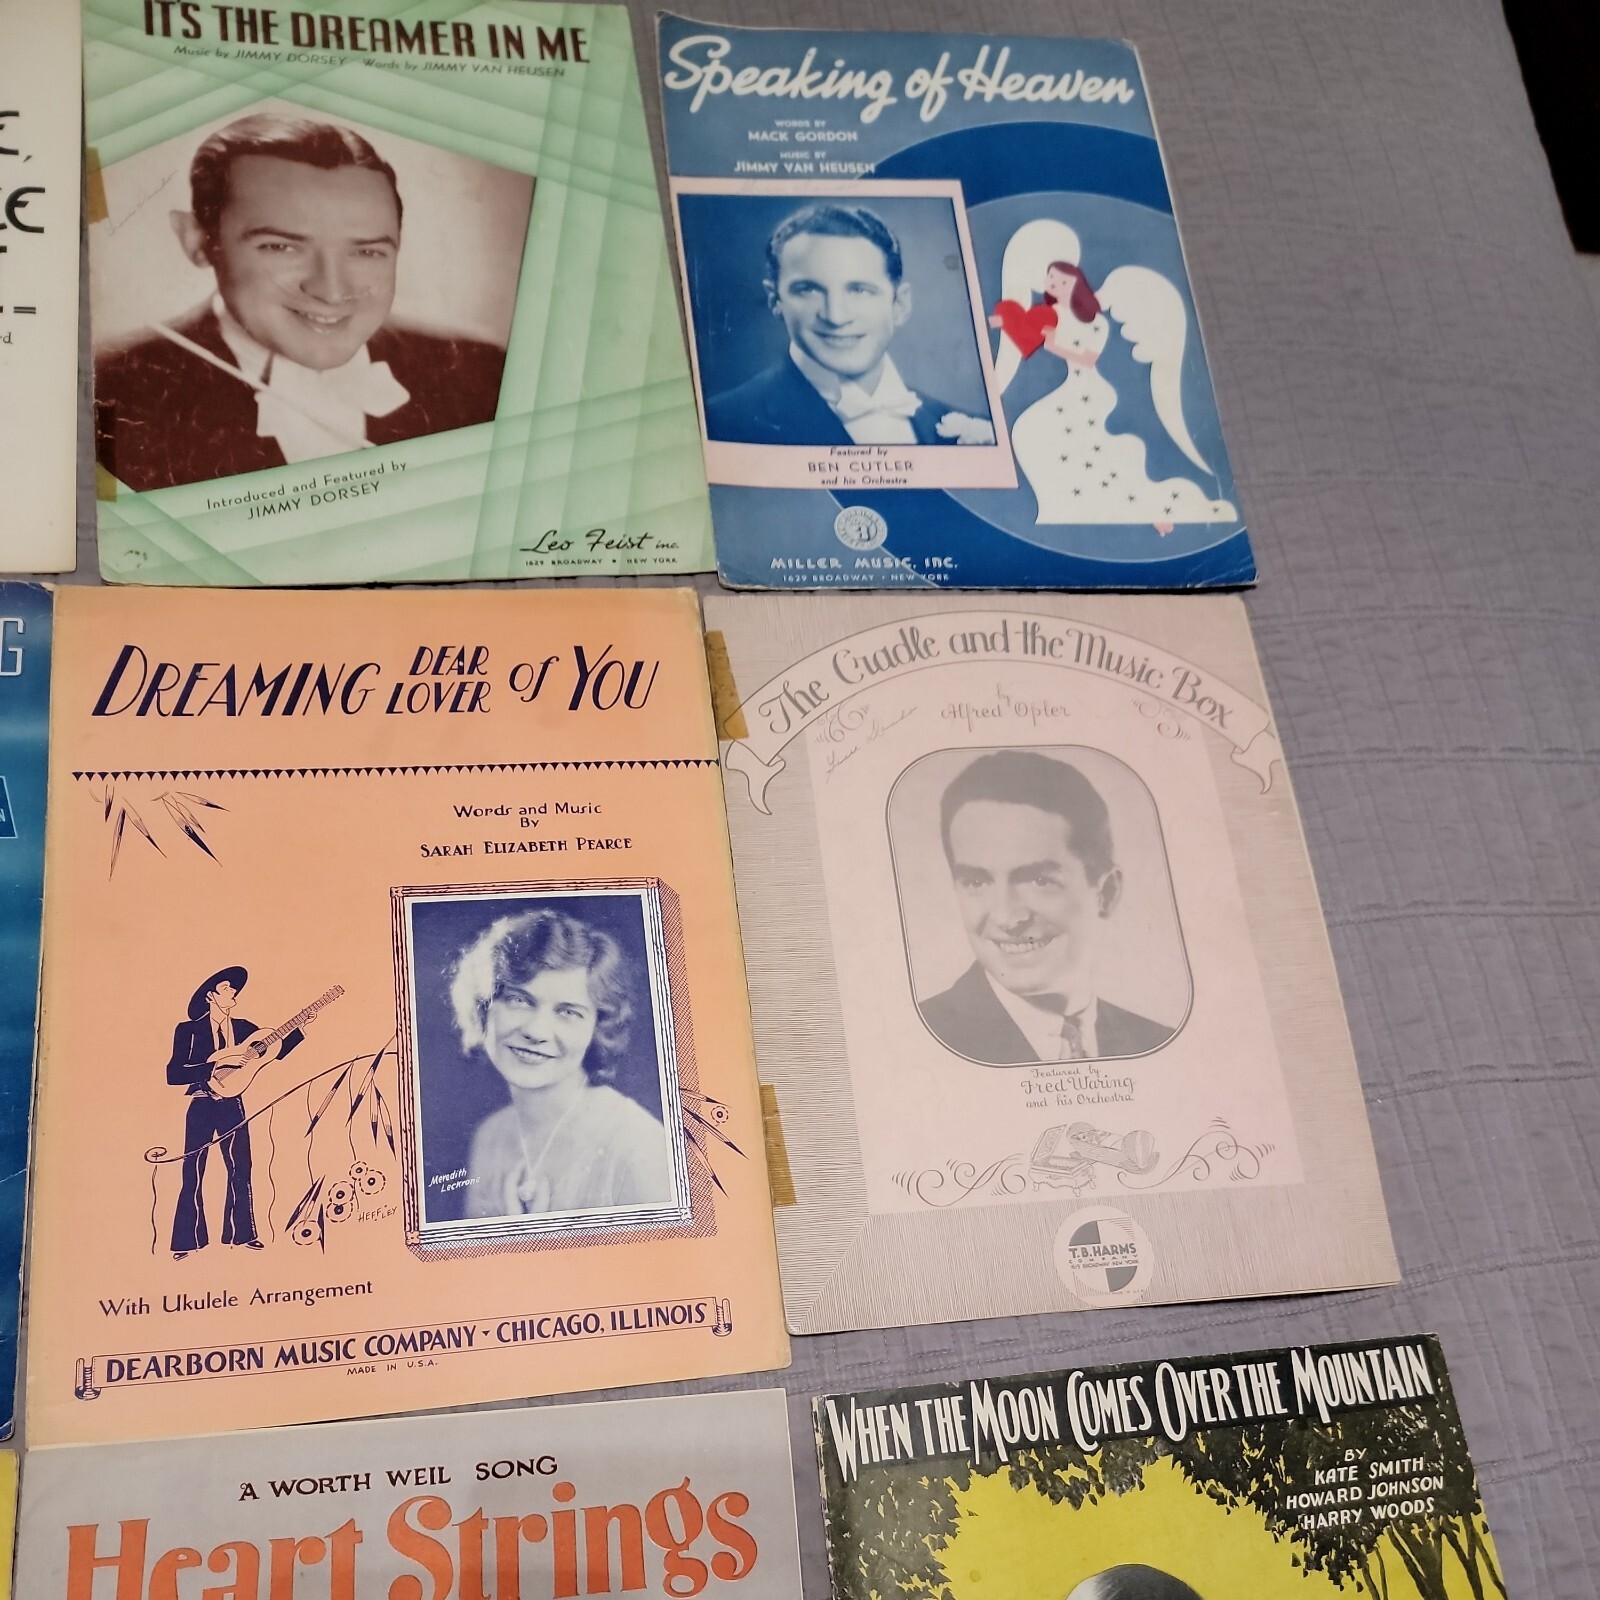 IT'S THE DREAMER IN ME
Music by JIMMY DORSEY Words by JIMMY VAN HEUSEN
Introduced and Featured by
JIMMY DORSEY
Leo Feist inc.
1629 BROADWAY • NEW YORK
Speaking of Heaven
WORDS BY
MACK GORDON
MUSIC BY
JIMMY VAN HEUSEN
Featured by
BEN CUTLER
and his Orchestra
MILLER MUSIC, INC.
1629 BROADWAY • NEW YORK
DREAMING DEAR LOVER of YOU
Words and Music
By
SARAH ELIZABETH PEARCE
Meredith
Leckrone
HEFFLEY
With Ukulele Arrangement
DEARBORN MUSIC COMPANY - CHICAGO, ILLINOIS
MADE IN U.S.A.
The Cradle and the Music Box
by
Alfred Opler
Featured by
Fred Waring
and his Orchestra
T.B. HARMS
COMPANY
A WORTH WEIL SONG
Heart Strings
WHEN THE MOON COMES OVER THE MOUNTAIN
BY
KATE SMITH
HOWARD JOHNSON
HARRY WOODS